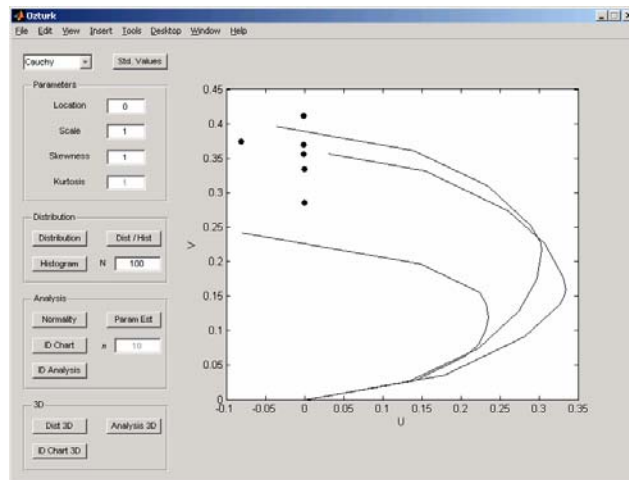 Ozturk
File Edit View Insert Tools Desktop Window Help
Cauchy
Std. Values
Parameters
Location 0
Scale 1
Skewness 1
Kurtosis 1
Distribution
Distribution Dist / Hist
Histogram N 100
Analysis
Normality Param Est
ID Chart n 10
ID Analysis
3D
Dist 3D Analysis 3D
ID Chart 3D
0.45
0.4
0.35
0.3
0.25
0.2
0.15
0.1
0.05
0
V
-0.1 -0.05 0 0.05 0.1 0.15 0.2 0.25 0.3 0.35
U